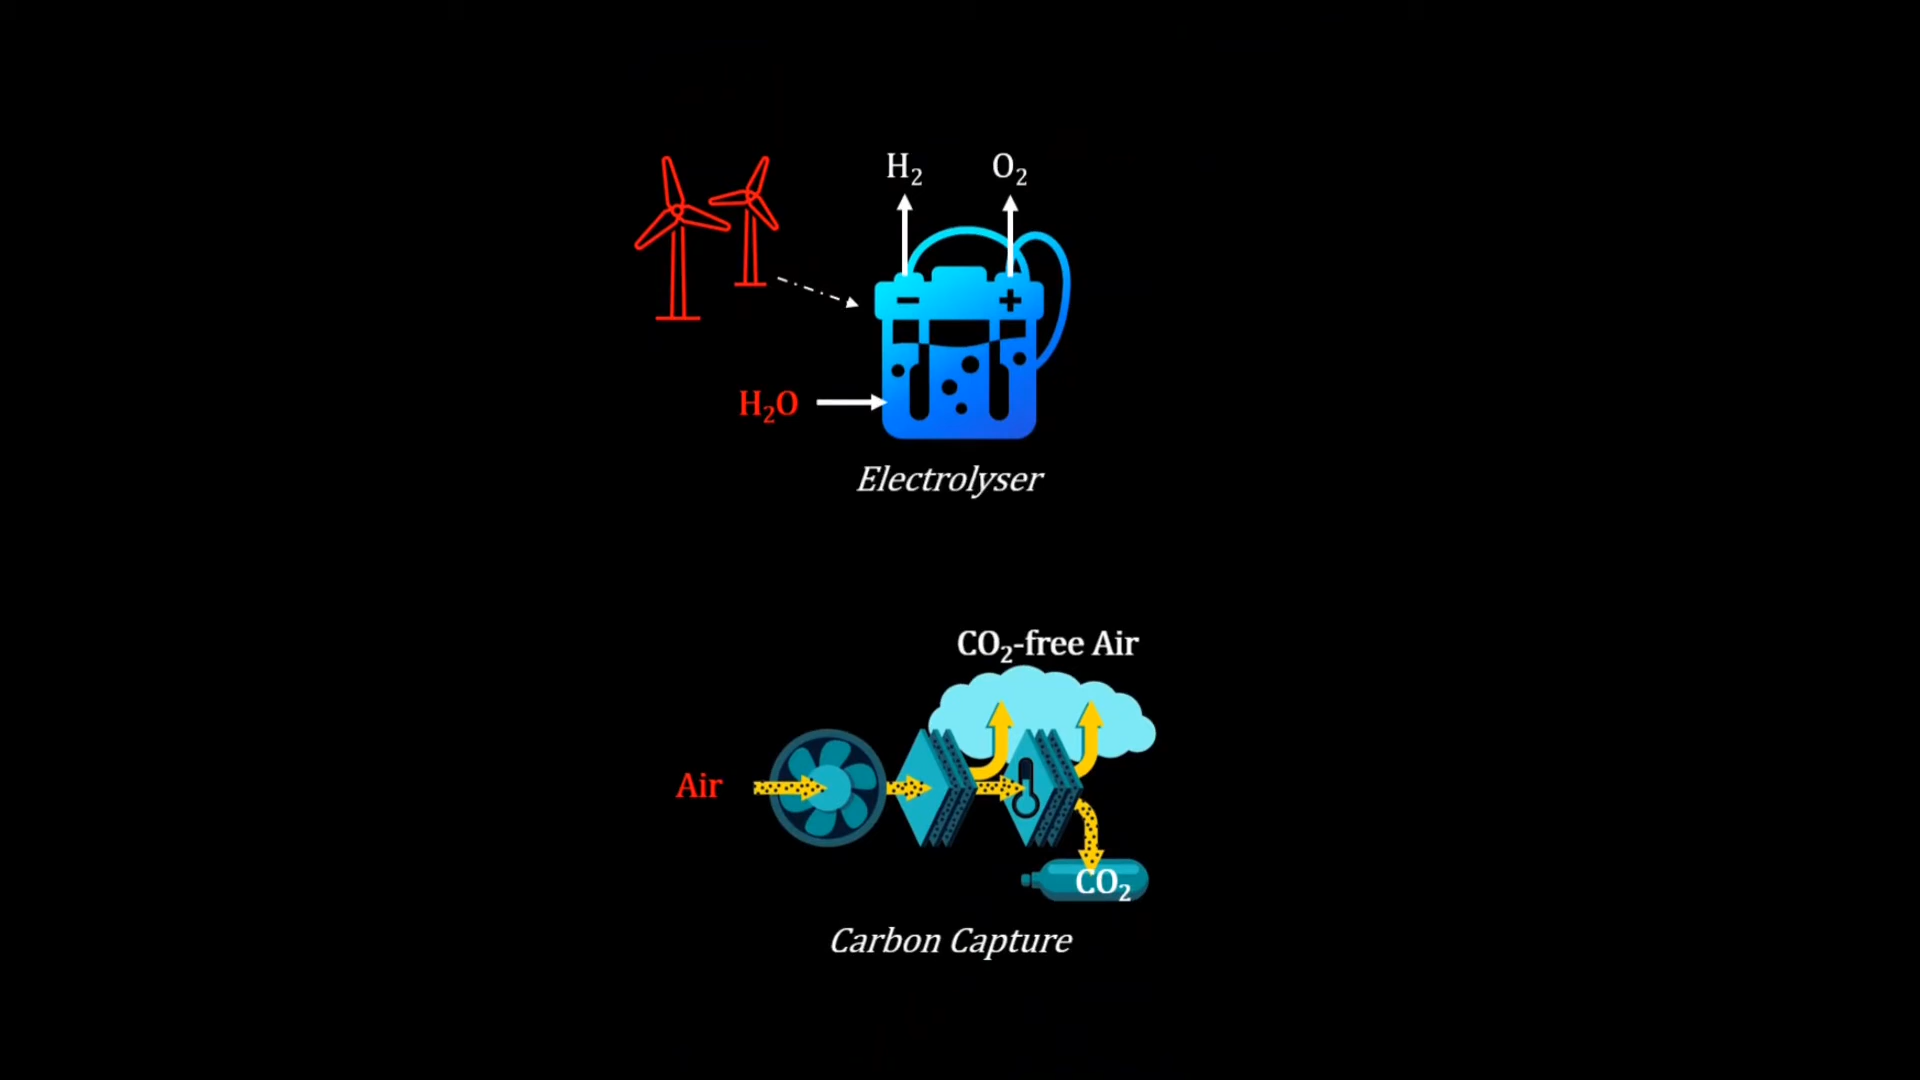 H₂ O₂
− +
H₂O
Electrolyser
CO₂-free Air
Air
CO₂
Carbon Capture